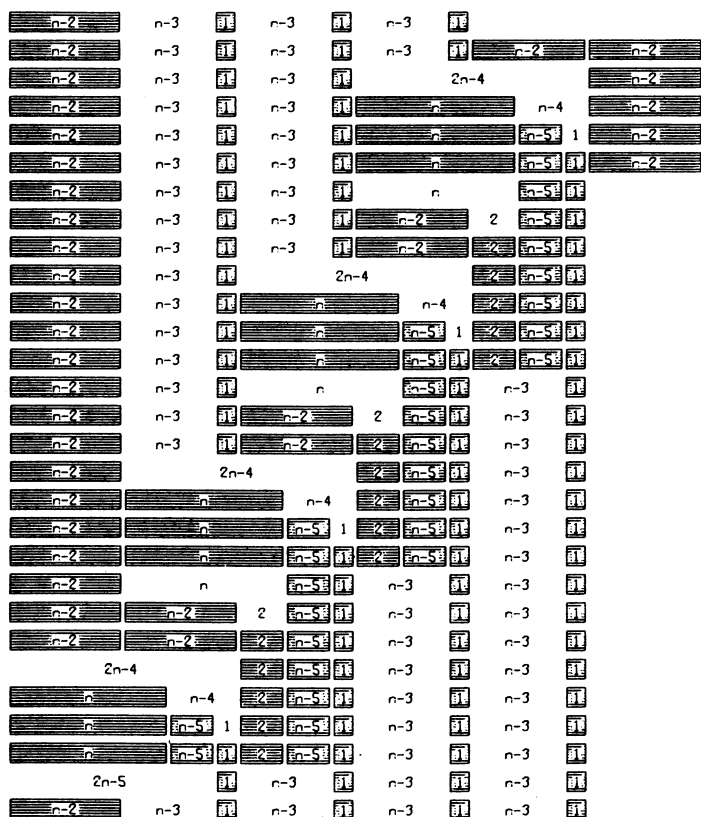 n-2 n-3 1 n-3 1 n-3 1
n-2 n-3 1 n-3 1 n-3 1 n-2 n-2
n-2 n-3 1 n-3 1 2n-4 n-2
n-2 n-3 1 n-3 1 n n-4 n-2
n-2 n-3 1 n-3 1 n n-5 1 n-2
n-2 n-3 1 n-3 1 n n-5 1 n-2
n-2 n-3 1 n-3 1 n n-5 1
n-2 n-3 1 n-3 1 n-2 2 n-5 1
n-2 n-3 1 n-3 1 n-2 2 n-5 1
n-2 n-3 1 2n-4 2 n-5 1
n-2 n-3 1 n n-4 2 n-5 1
n-2 n-3 1 n n-5 1 2 n-5 1
n-2 n-3 1 n n-5 1 2 n-5 1
n-2 n-3 1 n n-5 1 n-3 1
n-2 n-3 1 n-2 2 n-5 1 n-3 1
n-2 n-3 1 n-2 2 n-5 1 n-3 1
n-2 2n-4 2 n-5 1 n-3 1
n-2 n n-4 2 n-5 1 n-3 1
n-2 n n-5 1 2 n-5 1 n-3 1
n-2 n n-5 1 2 n-5 1 n-3 1
n-2 n n-5 1 n-3 1 n-3 1
n-2 n-2 2 n-5 1 n-3 1 n-3 1
n-2 n-2 2 n-5 1 n-3 1 n-3 1
2n-4 2 n-5 1 n-3 1 n-3 1
n n-4 2 n-5 1 n-3 1 n-3 1
n n-5 1 2 n-5 1 n-3 1 n-3 1
n n-5 1 2 n-5 1 n-3 1 n-3 1
2n-5 1 n-3 1 n-3 1 n-3 1
n-2 n-3 1 n-3 1 n-3 1 n-3 1